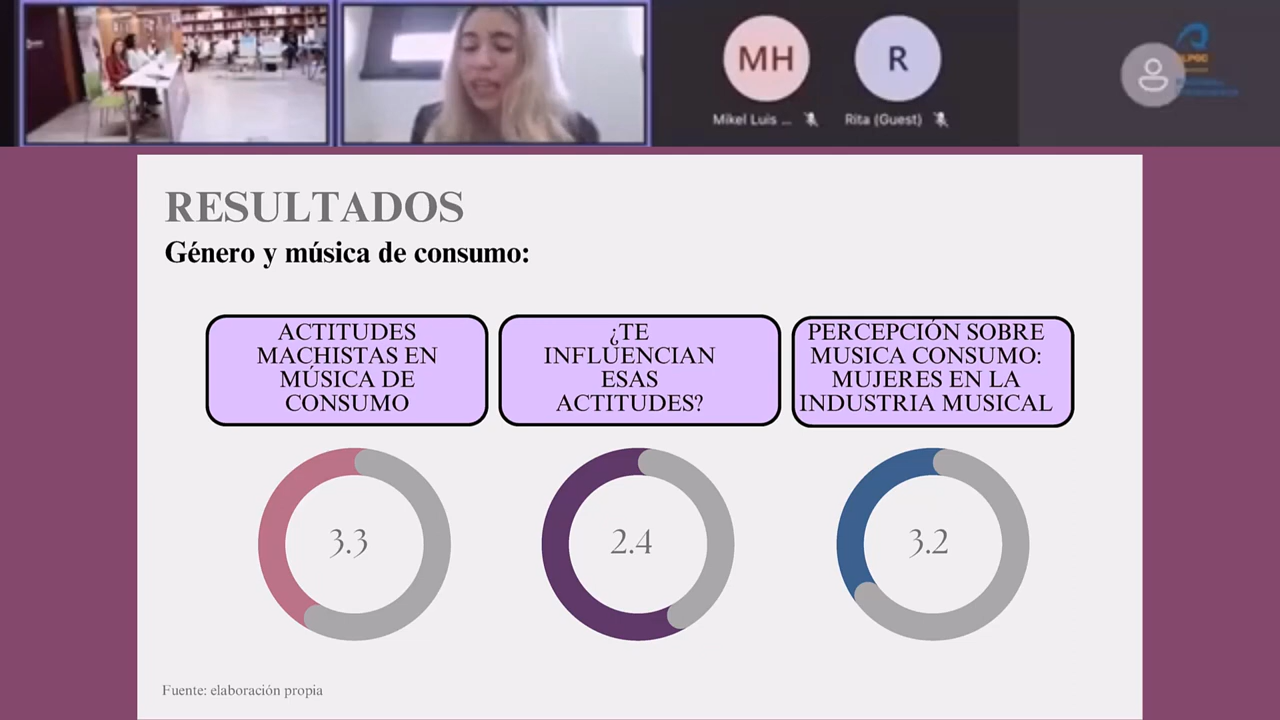 MH
R
Mikel Luis ...
Rita (Guest)
RESULTADOS
Género y música de consumo:
ACTITUDES
MACHISTAS EN
MÚSICA DE
CONSUMO
¿TE
INFLUENCIAN
ESAS
ACTITUDES?
PERCEPCIÓN SOBRE
MUSICA CONSUMO:
MUJERES EN LA
INDUSTRIA MUSICAL
3.3
2.4
3.2
Fuente: elaboración propia